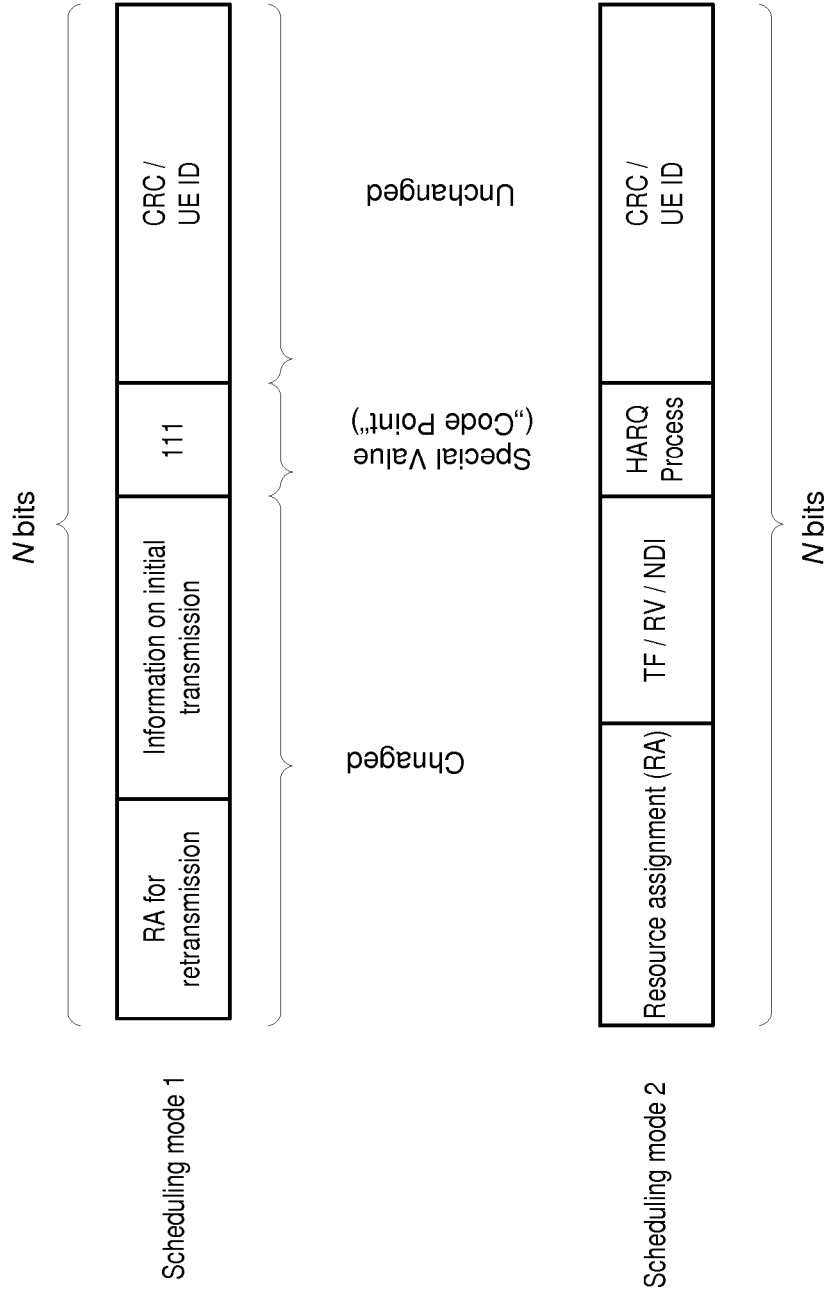 N bits
Scheduling mode 1
RA for
retransmission
Information on initial
transmission
111
CRC /
UE ID
Chnaged
Special Value
(„Code Point“)
Unchanged
Scheduling mode 2
Resource assignment (RA)
TF / RV / NDI
HARQ
Process
CRC /
UE ID
N bits